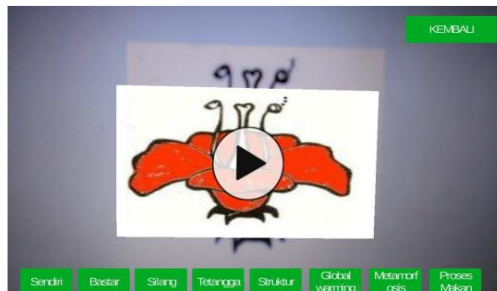 KEMBALI
Sendiri
Bastar
Silang
Tetangga
Struktur
Global
warming
Metamorf
osis
Proses
Makan